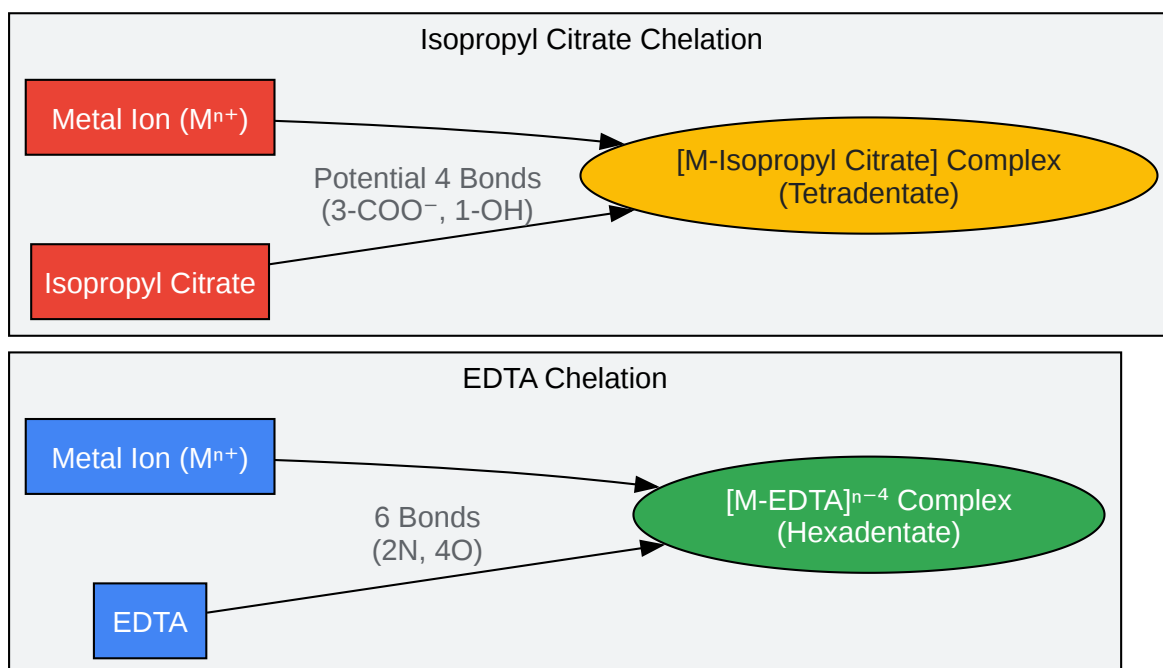 Isopropyl Citrate Chelation
Metal Ion (Mⁿ⁺)
Potential 4 Bonds
(3-COO⁻, 1-OH)
Isopropyl Citrate
[M-Isopropyl Citrate] Complex
(Tetradentate)
EDTA Chelation
Metal Ion (Mⁿ⁺)
6 Bonds
(2N, 4O)
EDTA
[M-EDTA]ⁿ⁻⁴ Complex
(Hexadentate)